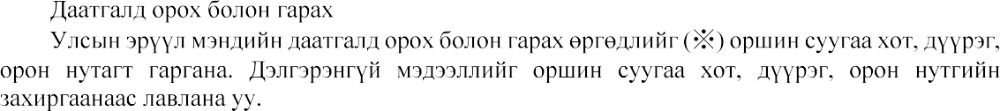 Даатгалд орох болон гарах
Улсын эрүүл мэндийн даатгалд орох болон гарах өргөдлийг (※) оршин суугаа хот, дүүрэг,
орон нутагт гаргана. Дэлгэрэнгүй мэдээллийг оршин суугаа хот, дүүрэг, орон нутгийн
захиргаанаас лавлана уу.